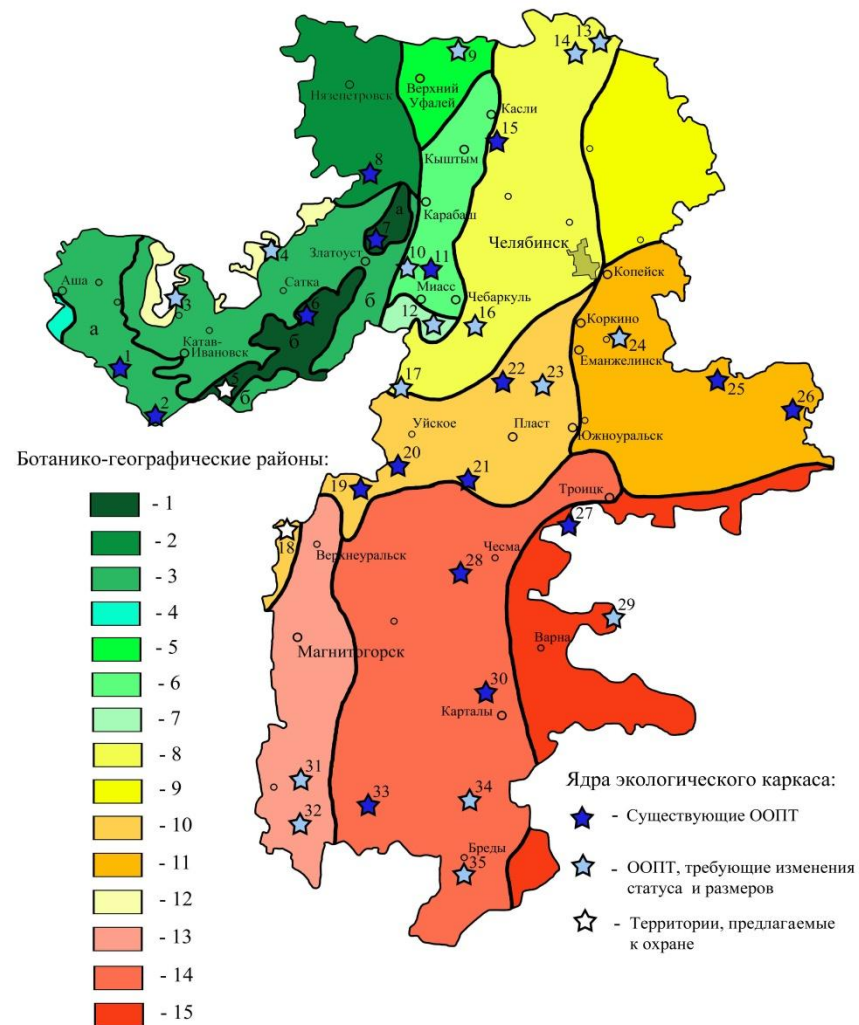 13
14
9
Нязепетровск
Верхний
Уфалей
Касли
15
Кыштым
8
Карабаш
а
7
4
Златоуст
10
11
Челябинск
Сатка
б
Миасс
Чебаркуль
Копейск
Аша
3
6
12
16
Коркино
24
а
Катав-
Ивановск
б
Еманжелинск
1
5
б
17
22
23
25
26
2
Уйское
Пласт
Южноуральск
Ботанико-географические районы:
20
21
19
Троицк
27
18
Верхнеуральск
Чесма
28
29
Магнитогорск
Варна
30
Карталы
31
32
33
34
Бреды
35
- 1
- 2
- 3
- 4
- 5
- 6
- 7
- 8
- 9
- 10
- 11
- 12
- 13
- 14
- 15
Ядра экологического каркаса:
- Существующие ООПТ
- ООПТ, требующие изменения
статуса и размеров
- Территории, предлагаемые
к охране